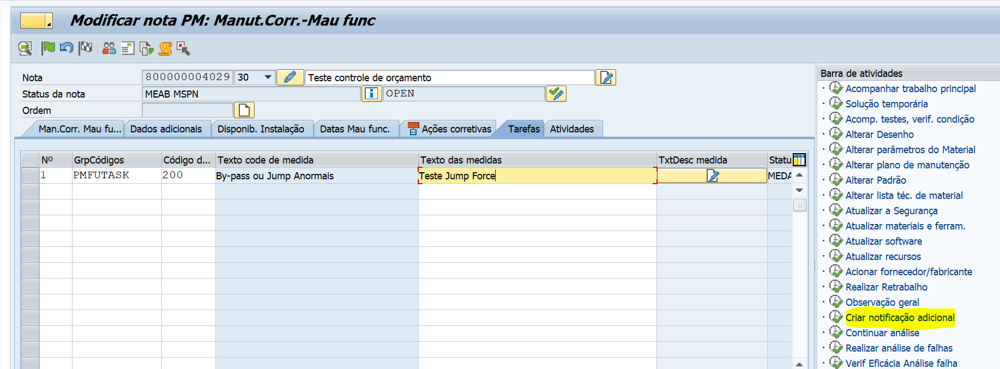 Modificar nota PM: Manut.Corr.-Mau func
Nota 800000004029 30 Teste controle de orçamento
Status da nota MEAB MSPN OPEN
Ordem
Man.Corr. Mau fu... Dados adicionais Disponib. Instalação Datas Mau func. Ações corretivas Tarefas Atividades
Nº GrpCódigos Código d... Texto code de medida Texto das medidas TxtDesc medida Statu
1 PMFUTASK 200 By-pass ou Jump Anormais Teste Jump Force MEDA
Barra de atividades
Acompanhar trabalho principal
Solução temporária
Acomp. testes, verif. condição
Alterar Desenho
Alterar parâmetros do Material
Alterar plano de manutenção
Alterar Padrão
Alterar lista téc. de material
Atualizar a Segurança
Atualizar materiais e ferram.
Atualizar software
Atualizar recursos
Acionar fornecedor/fabricante
Realizar Retrabalho
Observação geral
Criar notificação adicional
Continuar análise
Realizar análise de falhas
Verif Eficácia Análise falha